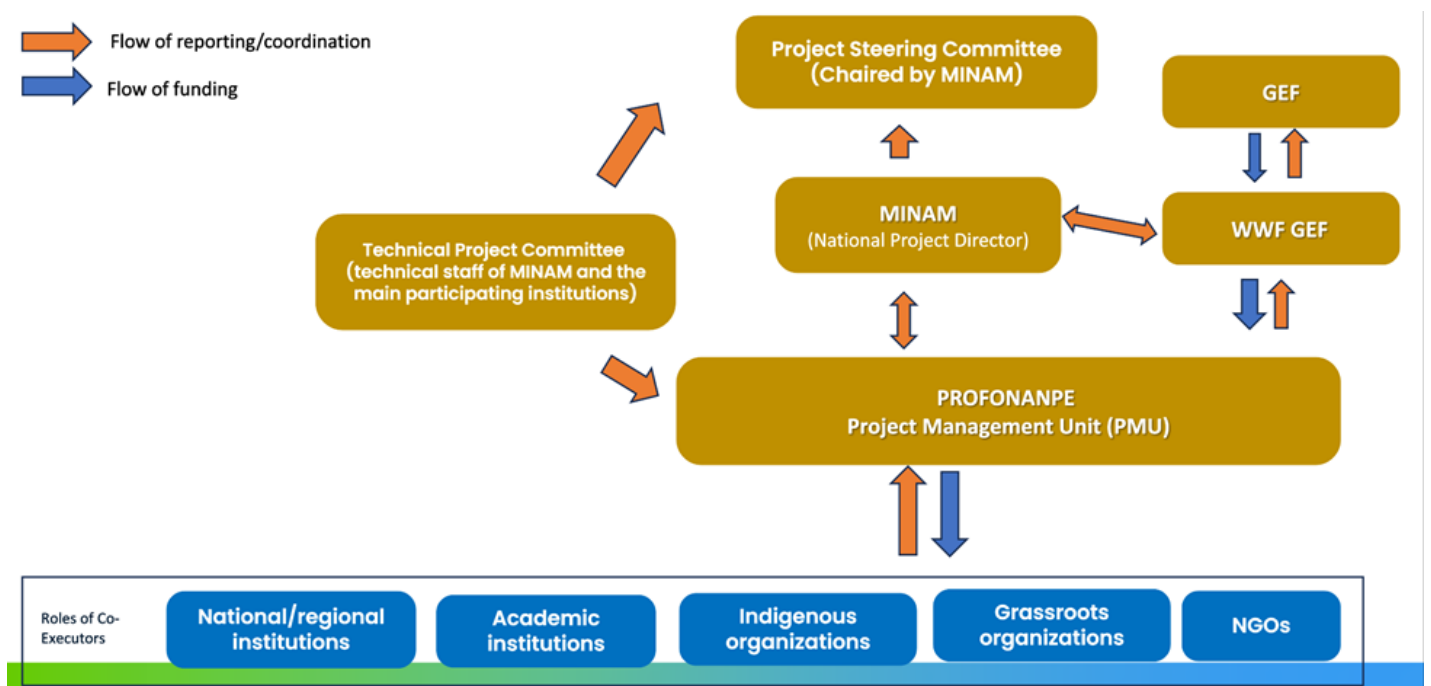 Flow of reporting/coordination
Flow of funding
Project Steering Committee
(Chaired by MINAM)
GEF
MINAM
(National Project Director)
WWF GEF
Technical Project Committee
(technical staff of MINAM and the
main participating institutions)
PROFONANPE
Project Management Unit (PMU)
Roles of Co-
Executors
National/regional
institutions
Academic
institutions
Indigenous
organizations
Grassroots
organizations
NGOs